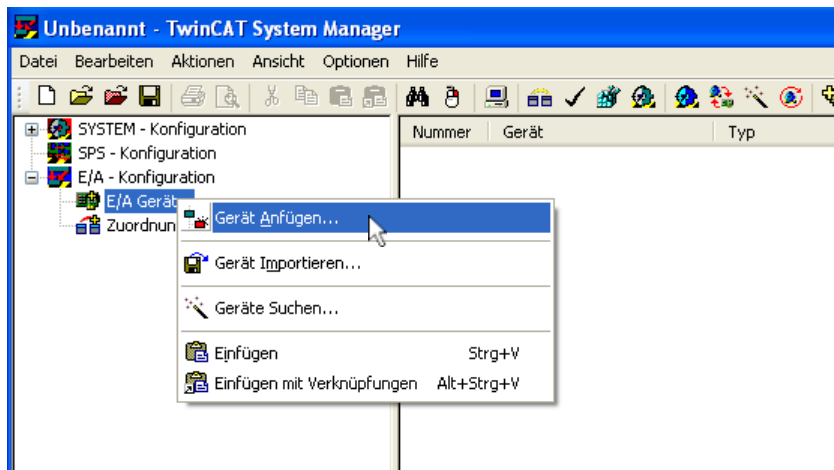 Unbenannt - TwinCAT System Manager
Datei Bearbeiten Aktionen Ansicht Optionen Hilfe
SYSTEM - Konfiguration
SPS - Konfiguration
E/A - Konfiguration
E/A Gerät
Zuordnun
Nummer Gerät Typ
Gerät Anfügen...
Gerät Importieren...
Geräte Suchen...
Einfügen Strg+V
Einfügen mit Verknüpfungen Alt+Strg+V